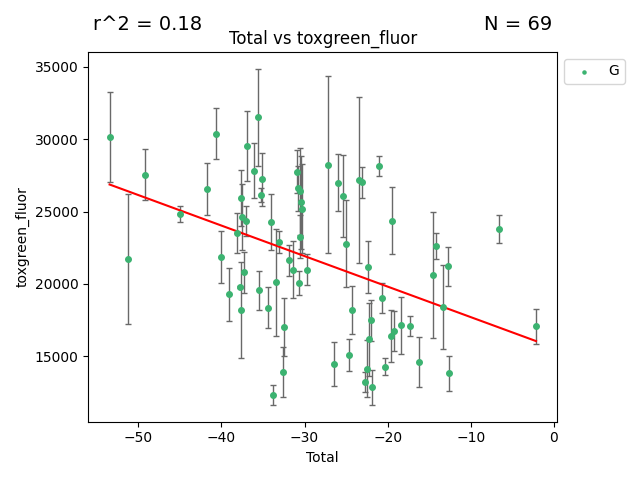 r^2 = 0.18
N = 69
Total vs toxgreen_fluor
G
35000
30000
25000
20000
15000
toxgreen_fluor
−50
−40
−30
−20
−10
0
Total